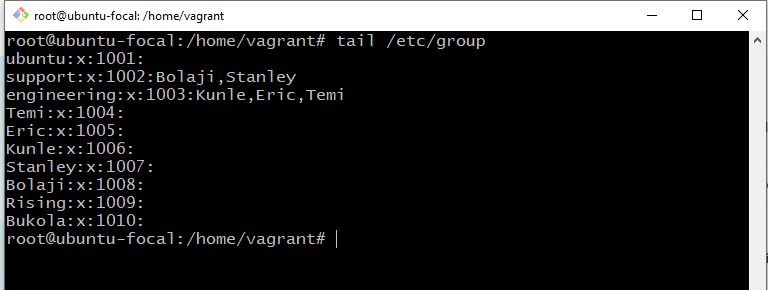 root@ubuntu-focal: /home/vagrant
root@ubuntu-focal:/home/vagrant# tail /etc/group
ubuntu:x:1001:
support:x:1002:Bolaji,Stanley
engineering:x:1003:Kunle,Eric,Temi
Temi:x:1004:
Eric:x:1005:
Kunle:x:1006:
Stanley:x:1007:
Bolaji:x:1008:
Rising:x:1009:
Bukola:x:1010:
root@ubuntu-focal:/home/vagrant#